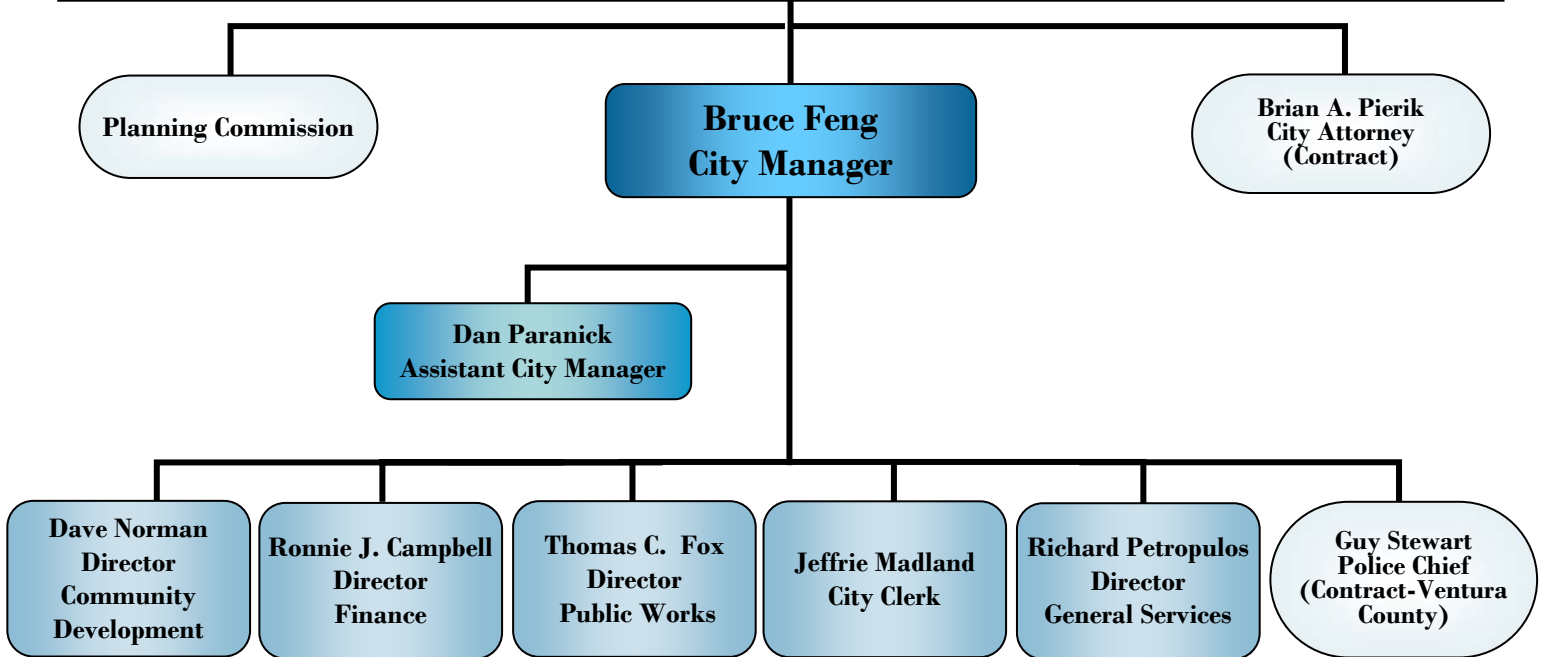 Planning Commission
Bruce Feng
City Manager
Brian A. Pierik
City Attorney
(Contract)
Dan Paranick
Assistant City Manager
Dave Norman
Director
Community
Development
Ronnie J. Campbell
Director
Finance
Thomas C. Fox
Director
Public Works
Jeffrie Madland
City Clerk
Richard Petropulos
Director
General Services
Guy Stewart
Police Chief
(Contract-Ventura
County)